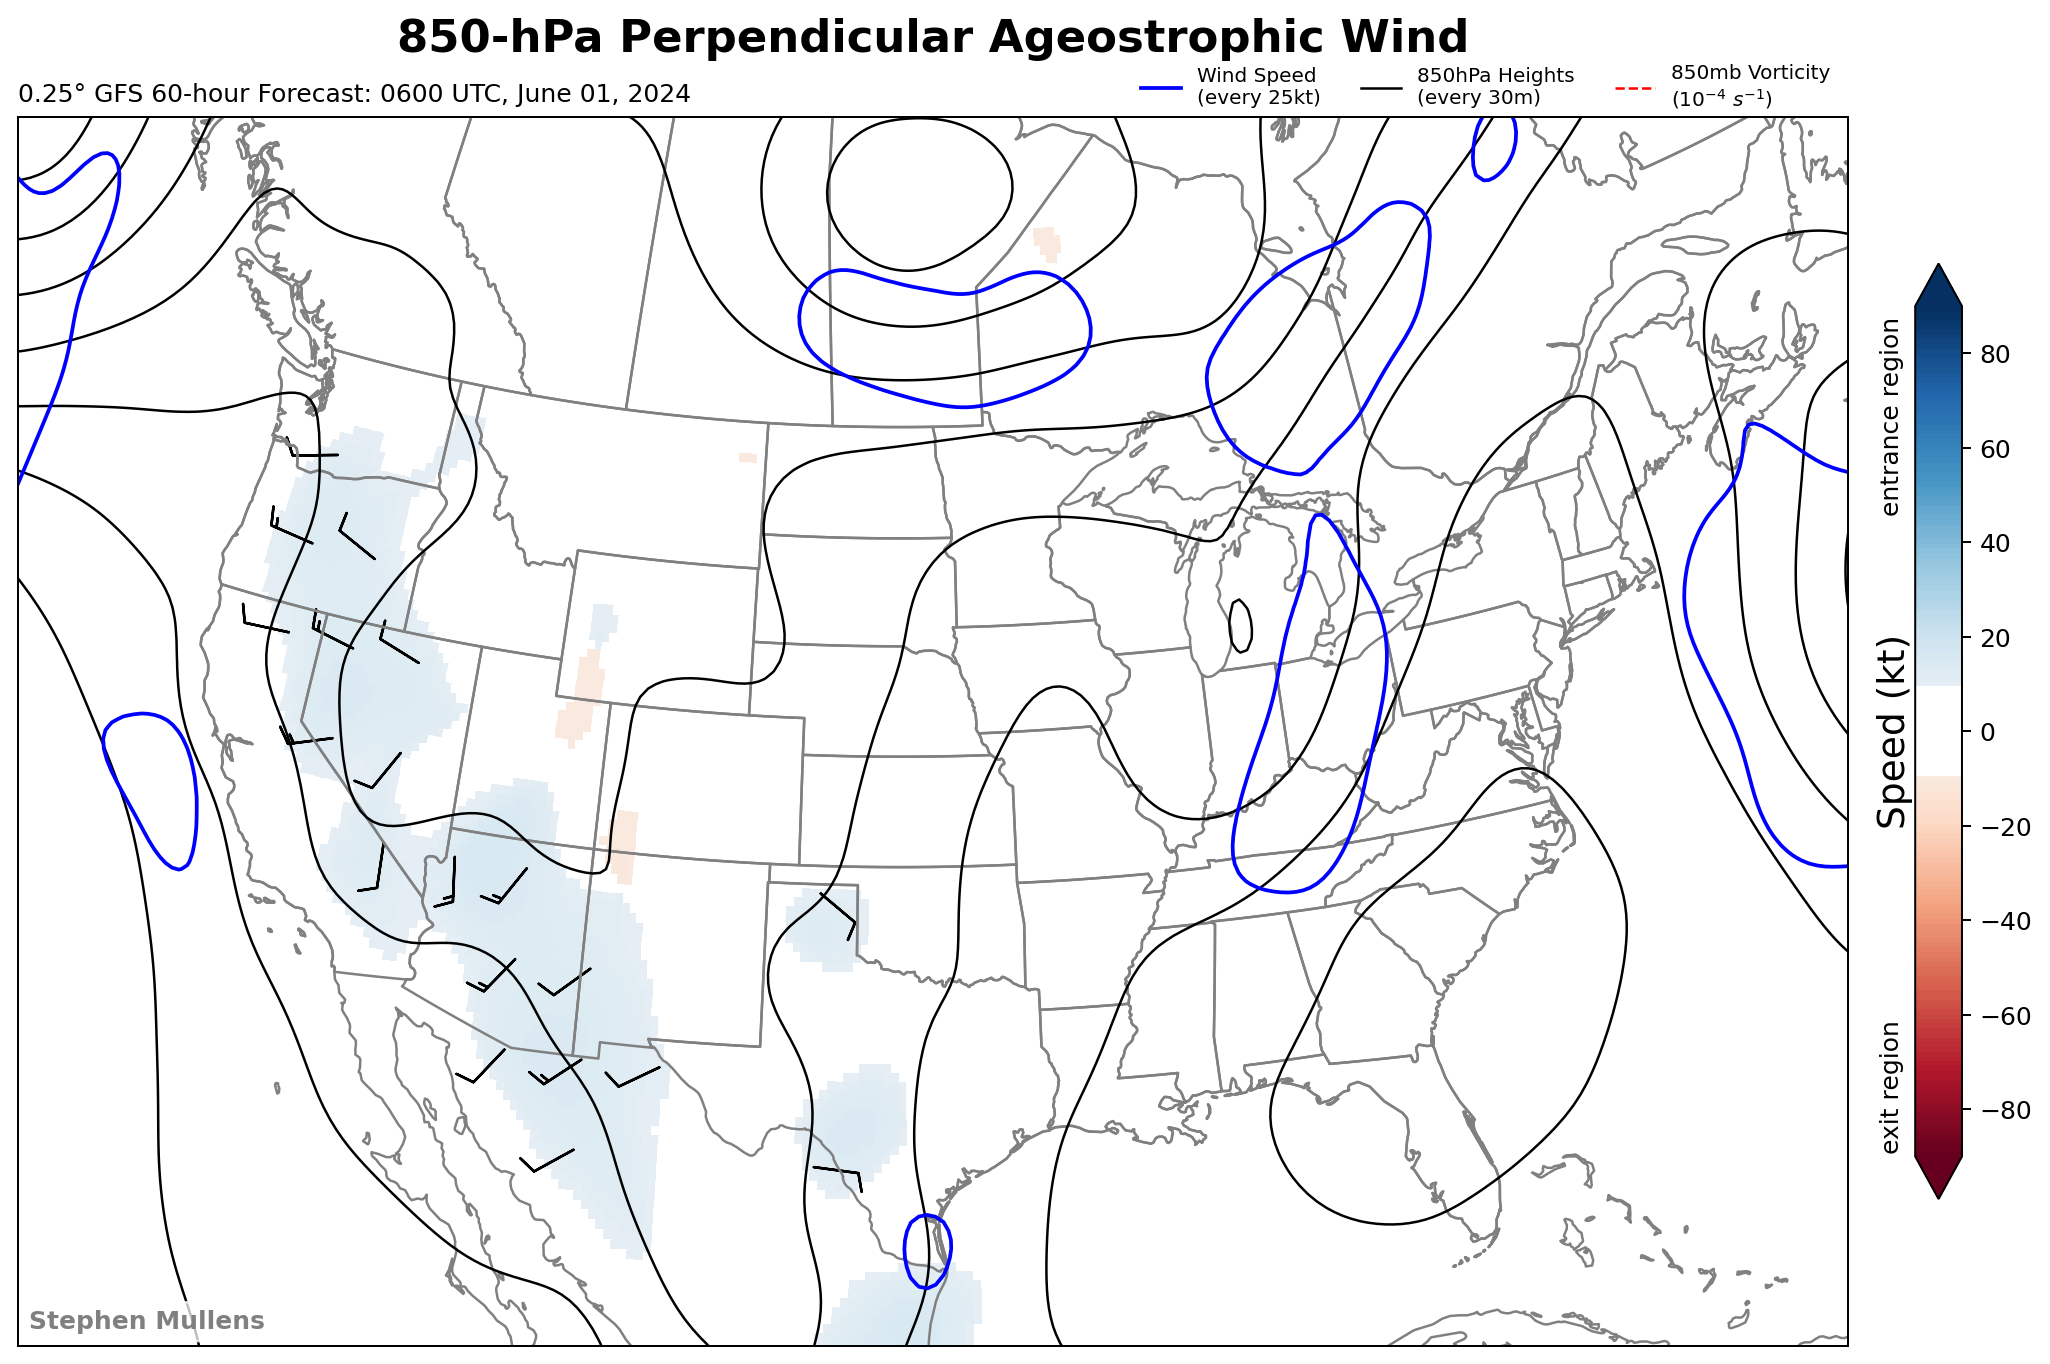 850-hPa Perpendicular Ageostrophic Wind
0.25° GFS 60-hour Forecast: 0600 UTC, June 01, 2024
Wind Speed
(every 25kt)
850hPa Heights
(every 30m)
850mb Vorticity
(10⁻⁴ s⁻¹)
entrance region
Speed (kt)
exit region
80
60
40
20
0
−20
−40
−60
−80
Stephen Mullens